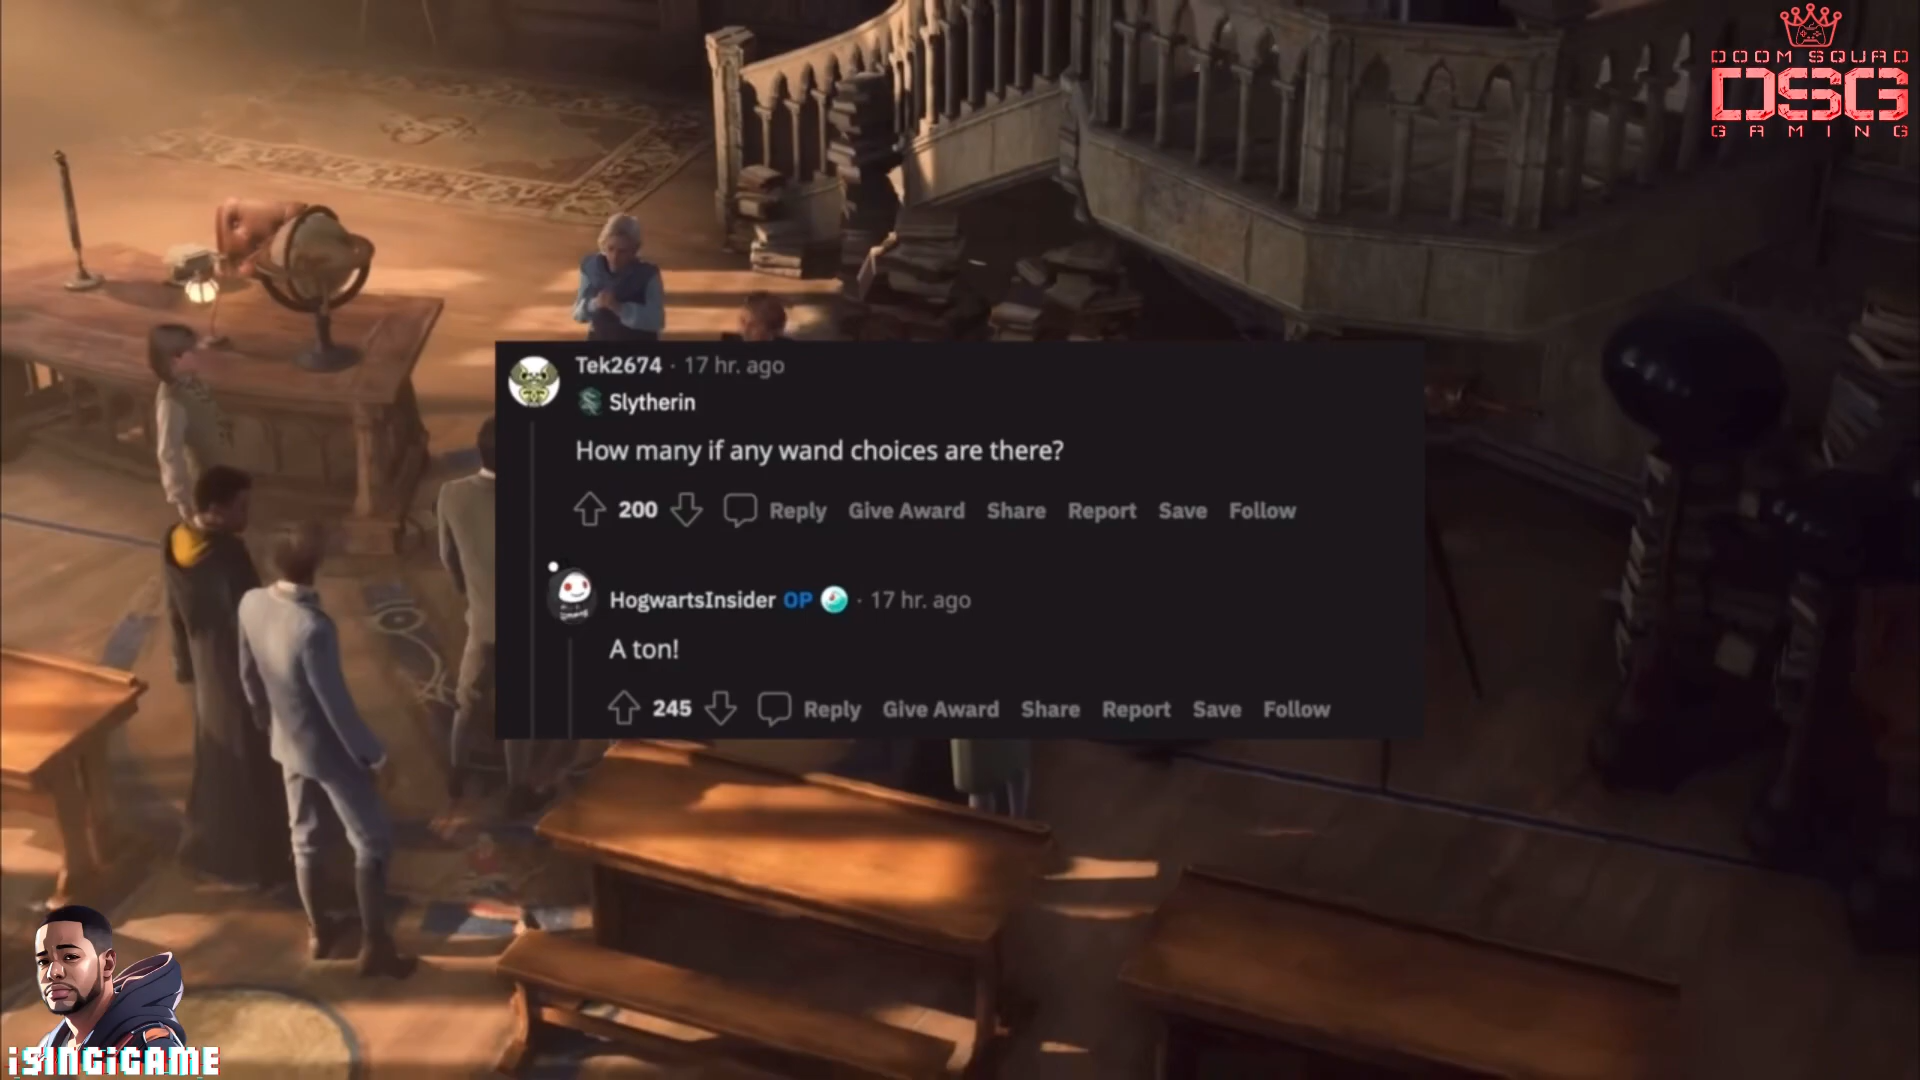 DOOM SQUAD
DSG
GAMING
Tek2674 · 17 hr. ago
Slytherin
How many if any wand choices are there?
200 Reply Give Award Share Report Save Follow
HogwartsInsider OP · 17 hr. ago
A ton!
245 Reply Give Award Share Report Save Follow
iSINGiGAME